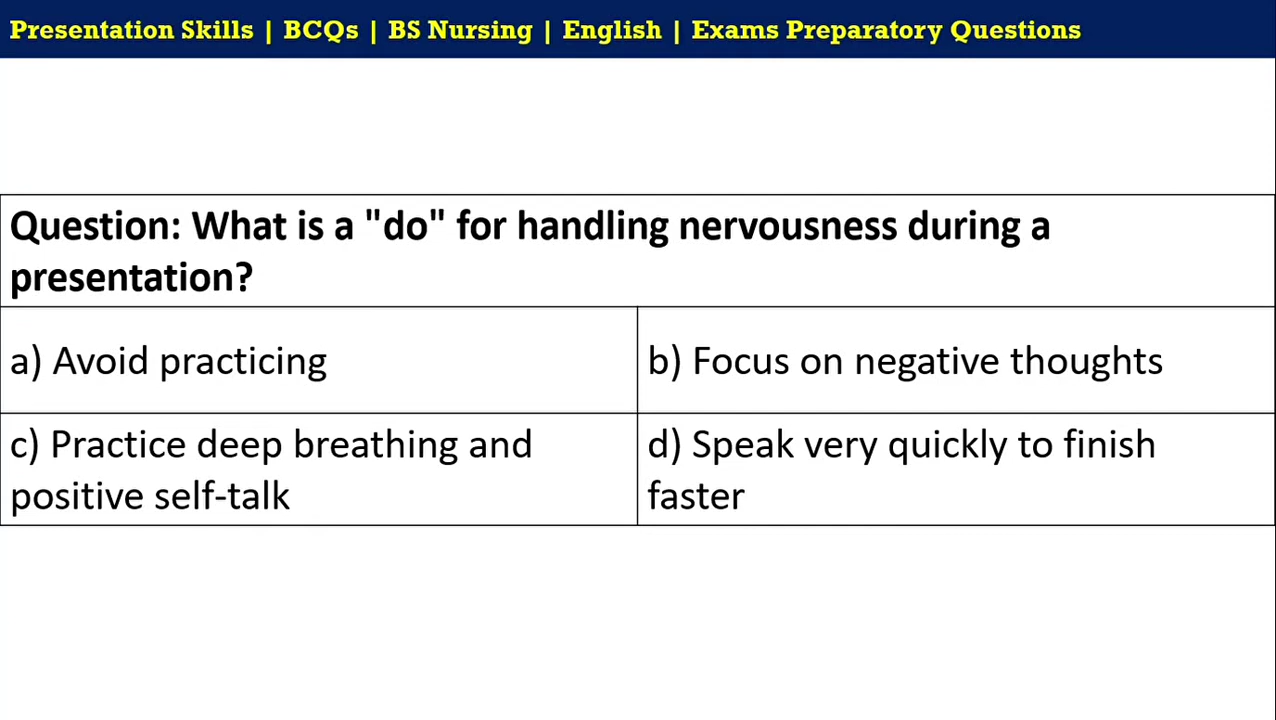 Presentation Skills | BCQs | BS Nursing | English | Exams Preparatory Questions
Question: What is a "do" for handling nervousness during a
presentation?
a) Avoid practicing
b) Focus on negative thoughts
c) Practice deep breathing and
positive self-talk
d) Speak very quickly to finish
faster